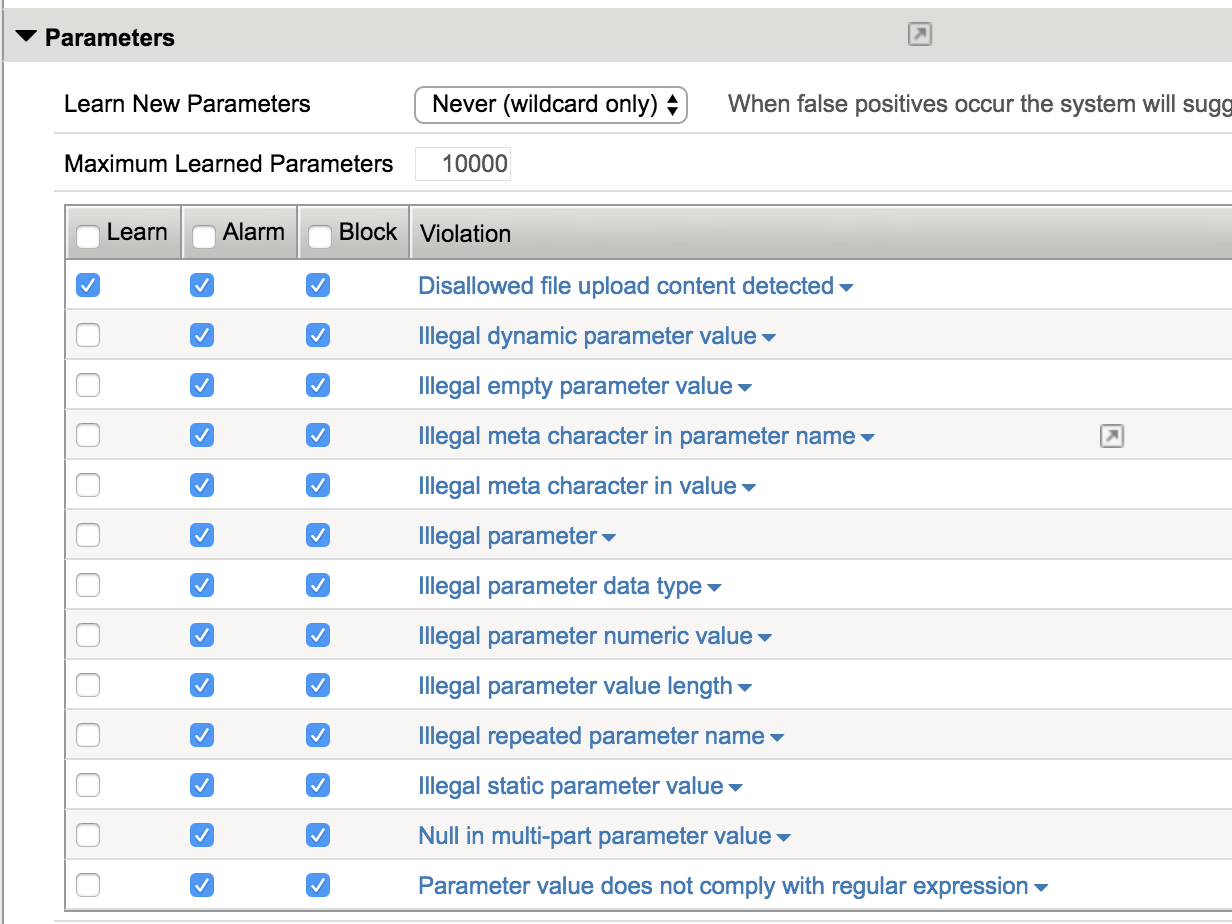 Parameters
Learn New Parameters Never (wildcard only) When false positives occur the system will
Maximum Learned Parameters 10000
Learn Alarm Block Violation
Disallowed file upload content detected
Illegal dynamic parameter value
Illegal empty parameter value
Illegal meta character in parameter name
Illegal meta character in value
Illegal parameter
Illegal parameter data type
Illegal parameter numeric value
Illegal parameter value length
Illegal repeated parameter name
Illegal static parameter value
Null in multi-part parameter value
Parameter value does not comply with regular expression